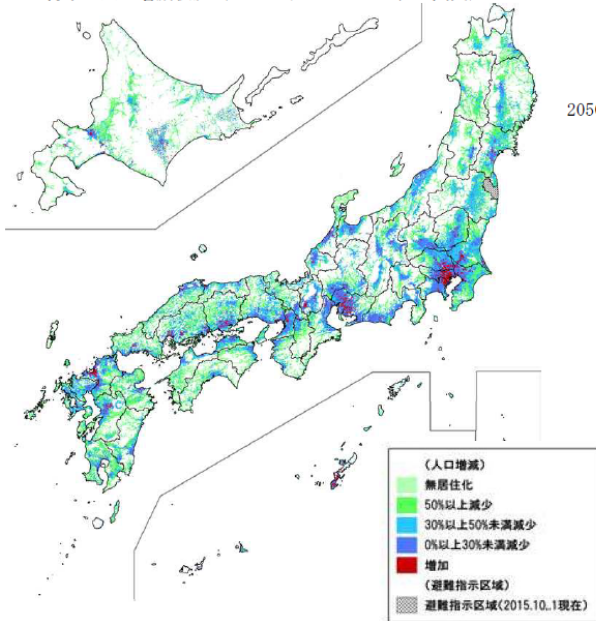 205
(人口増減)
無居住化
50%以上減少
30%以上50%未満減少
0%以上30%未満減少
増加
(避難指示区域)
避難指示区域(2015.10..1現在)